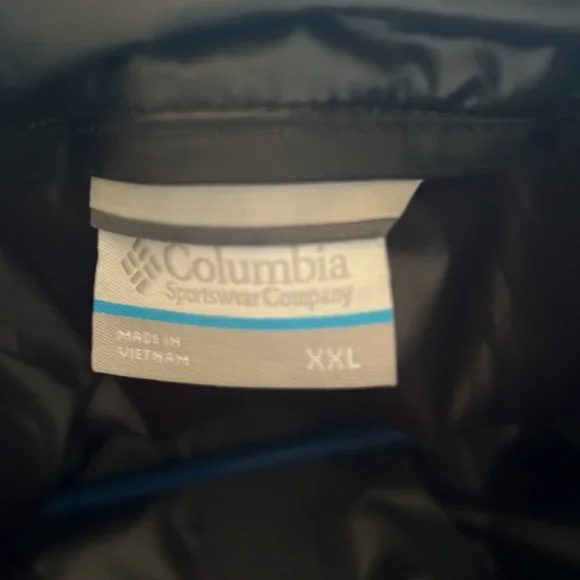 Columbia
Sportswear Company
MADE IN
VIETNAM
XXL